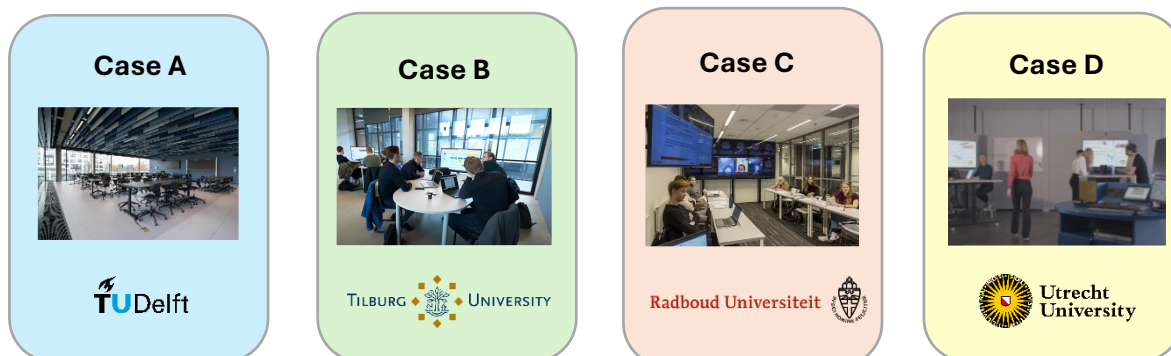 Case A
Case B
Case C
Case D
TUDelft
TILBURG UNIVERSITY
Radboud Universiteit
Utrecht
University